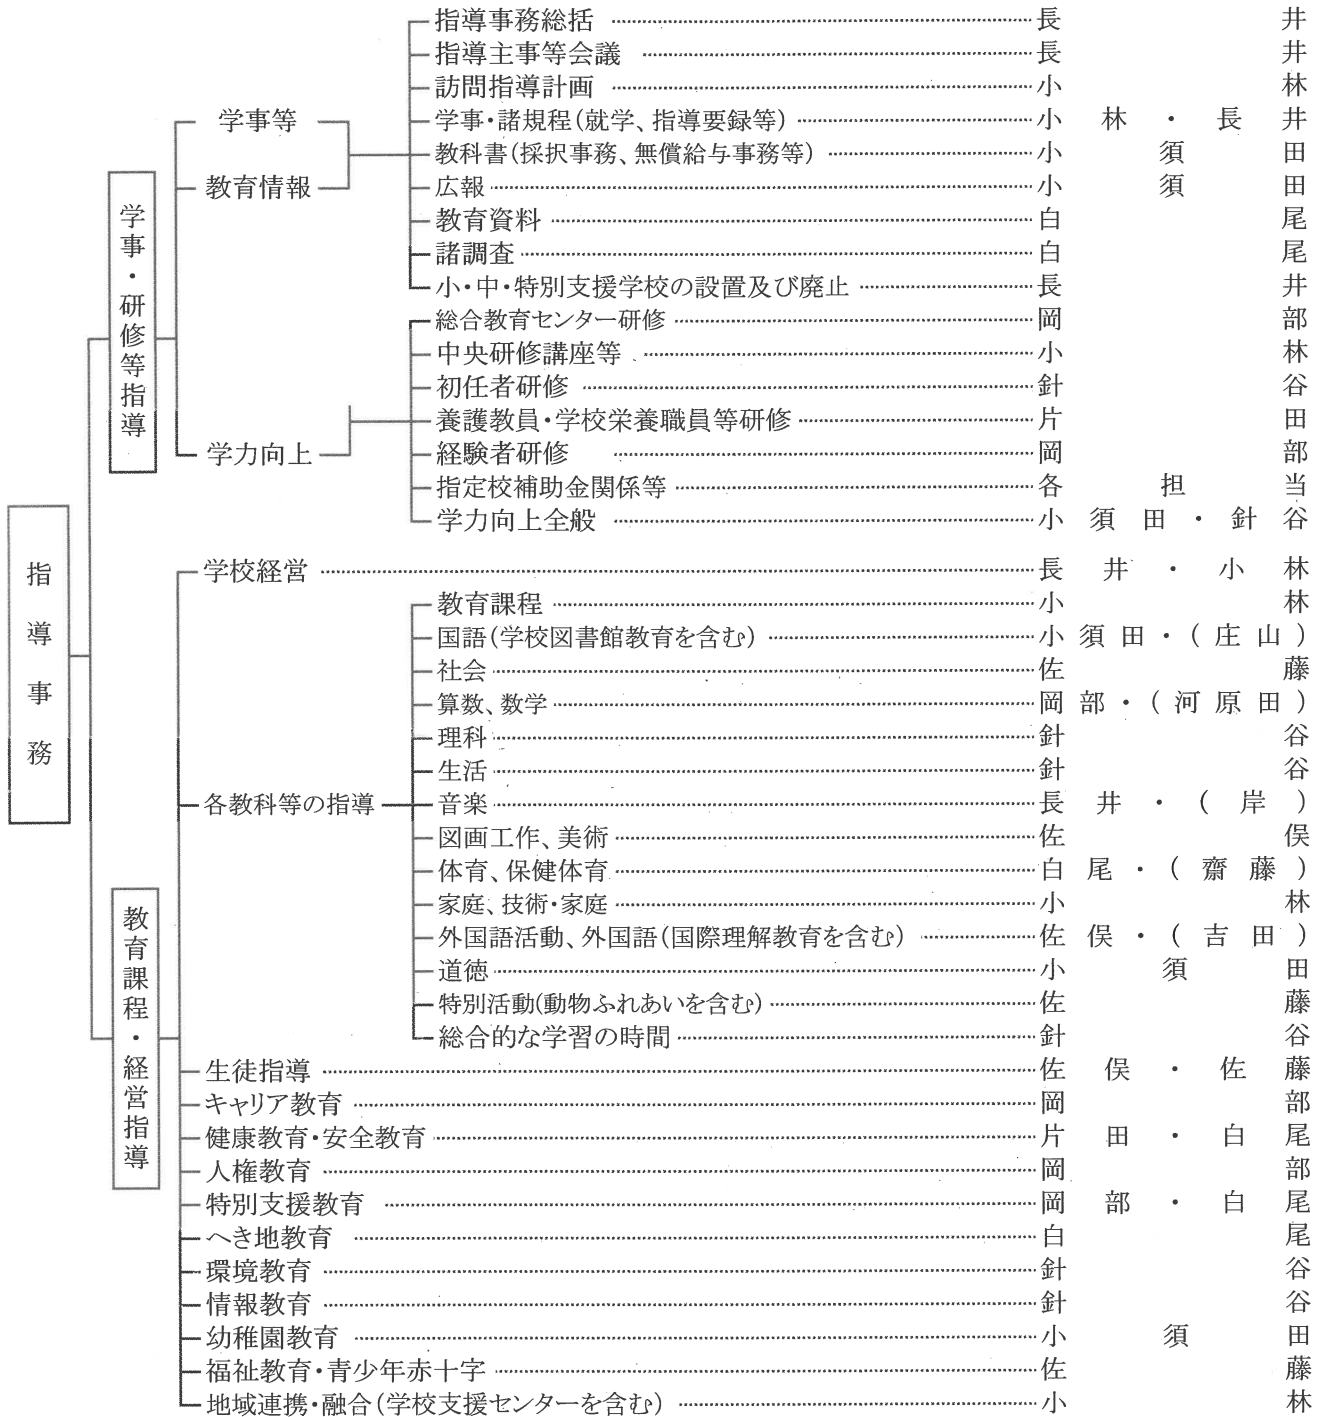 指導事務
学事・研修等指導
学事等
教育情報
指導事務総括 長井
指導主事等会議 長井
訪問指導計画 小林
学事・諸規程(就学、指導要録等) 小林・長井
教科書(採択事務、無償給与事務等) 小須田
広報 小須田
教育資料 白尾
諸調査 白尾
小・中・特別支援学校の設置及び廃止 長井
学力向上
総合教育センター研修 岡部
中央研修講座等 小林
初任者研修 針谷
養護教員・学校栄養職員等研修 片田
経験者研修 岡部
指定校補助金関係等 各担当
学力向上全般 小須田・針谷
教育課程・経営指導
学校経営 長井・小林
各教科等の指導
教育課程 小林
国語(学校図書館教育を含む) 小須田・(庄山)
社会 佐藤
算数、数学 岡部・(河原田)
理科 針谷
生活 針谷
音楽 長井・(岸)
図画工作、美術 佐俣
体育、保健体育 白尾・(齋藤)
家庭、技術・家庭 小林
外国語活動、外国語(国際理解教育を含む) 佐俣・(吉田)
道徳 小須田
特別活動(動物ふれあいを含む) 佐藤
総合的な学習の時間 針谷
生徒指導 佐俣・佐藤
キャリア教育 岡部
健康教育・安全教育 片田・白尾
人権教育 岡部
特別支援教育 岡部・白尾
へき地教育 白尾
環境教育 針谷
情報教育 針谷
幼稚園教育 小須田
福祉教育・青少年赤十字 佐藤
地域連携・融合(学校支援センターを含む) 小林